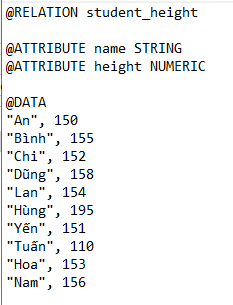 @RELATION student_height
@ATTRIBUTE name STRING
@ATTRIBUTE height NUMERIC
@DATA
"An", 150
"Bình", 155
"Chi", 152
"Dũng", 158
"Lan", 154
"Hùng", 195
"Yến", 151
"Tuấn", 110
"Hoa", 153
"Nam", 156